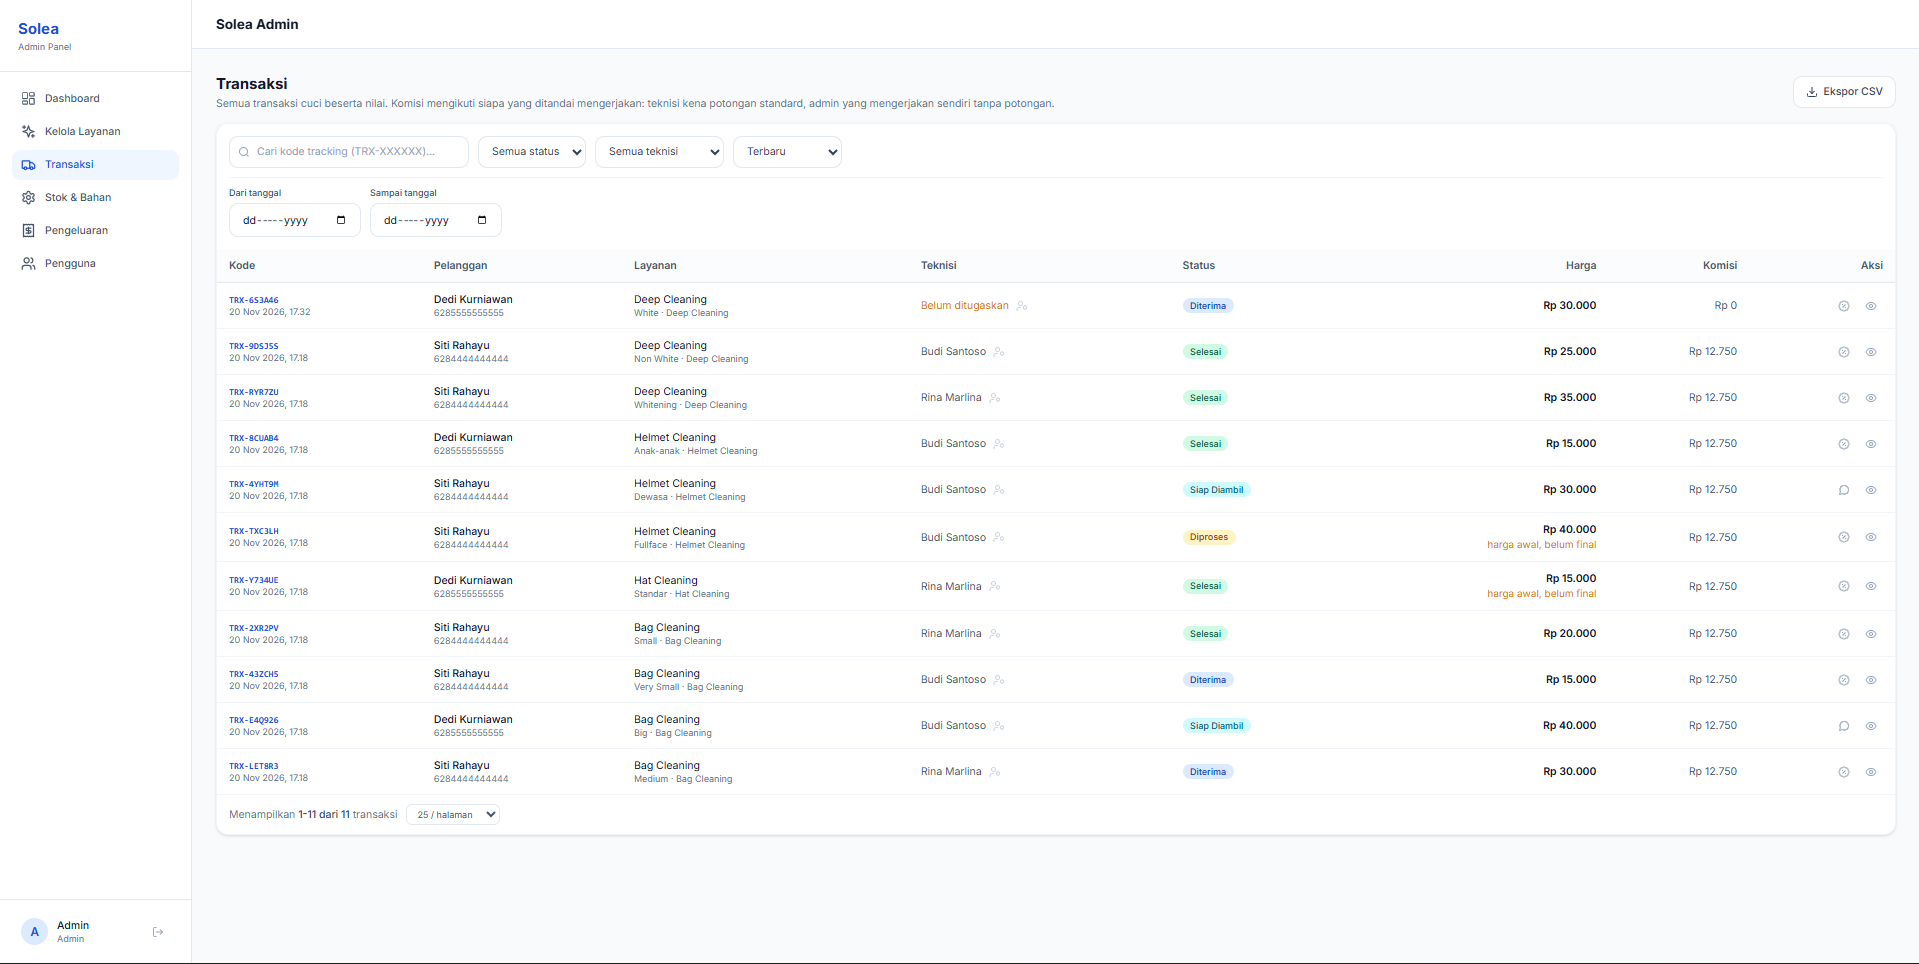 Solea
Admin Panel
Dashboard
Kelola Layanan
Transaksi
Stok & Bahan
Pengeluaran
Pengguna
A
Admin
Admin
Solea Admin
Transaksi
Semua transaksi cuci beserta nilai. Komisi mengikuti siapa yang ditandai mengerjakan: teknisi kena potongan standard, admin yang mengerjakan sendiri tanpa potongan.
Ekspor CSV
Cari kode tracking (TRX-XXXXXX)... Semua status Semua teknisi Terbaru
Dari tanggal Sampai tanggal
dd-----yyyy dd-----yyyy
Kode Pelanggan Layanan Teknisi Status Harga Komisi Aksi
TRX-6S3A46 Dedi Kurniawan Deep Cleaning Belum ditugaskan Diterima Rp 30.000 Rp 0
20 Nov 2026, 17.32 6285555555555 White · Deep Cleaning
TRX-9DSJ5S Siti Rahayu Deep Cleaning Budi Santoso Selesai Rp 25.000 Rp 12.750
20 Nov 2026, 17.18 6284444444444 Non White · Deep Cleaning
TRX-RYR7ZU Siti Rahayu Deep Cleaning Rina Marlina Selesai Rp 35.000 Rp 12.750
20 Nov 2026, 17.18 6284444444444 Whitening · Deep Cleaning
TRX-8CUAB4 Dedi Kurniawan Helmet Cleaning Budi Santoso Selesai Rp 15.000 Rp 12.750
20 Nov 2026, 17.18 6285555555555 Anak-anak · Helmet Cleaning
TRX-4YHT9M Siti Rahayu Helmet Cleaning Budi Santoso Siap Diambil Rp 30.000 Rp 12.750
20 Nov 2026, 17.18 6284444444444 Dewasa · Helmet Cleaning
TRX-TXC3LH Siti Rahayu Helmet Cleaning Budi Santoso Diproses Rp 40.000 Rp 12.750
20 Nov 2026, 17.18 6284444444444 Fullface · Helmet Cleaning harga awal, belum final
TRX-Y734UE Dedi Kurniawan Hat Cleaning Rina Marlina Selesai Rp 15.000 Rp 12.750
20 Nov 2026, 17.18 6285555555555 Standar · Hat Cleaning harga awal, belum final
TRX-2XR2PV Siti Rahayu Bag Cleaning Rina Marlina Selesai Rp 20.000 Rp 12.750
20 Nov 2026, 17.18 6284444444444 Small · Bag Cleaning
TRX-43ZCH5 Siti Rahayu Bag Cleaning Budi Santoso Diterima Rp 15.000 Rp 12.750
20 Nov 2026, 17.18 6284444444444 Very Small · Bag Cleaning
TRX-E4Q926 Dedi Kurniawan Bag Cleaning Budi Santoso Siap Diambil Rp 40.000 Rp 12.750
20 Nov 2026, 17.18 6285555555555 Big · Bag Cleaning
TRX-LET8R3 Siti Rahayu Bag Cleaning Rina Marlina Diterima Rp 30.000 Rp 12.750
20 Nov 2026, 17.18 6284444444444 Medium · Bag Cleaning
Menampilkan 1-11 dari 11 transaksi 25 / halaman